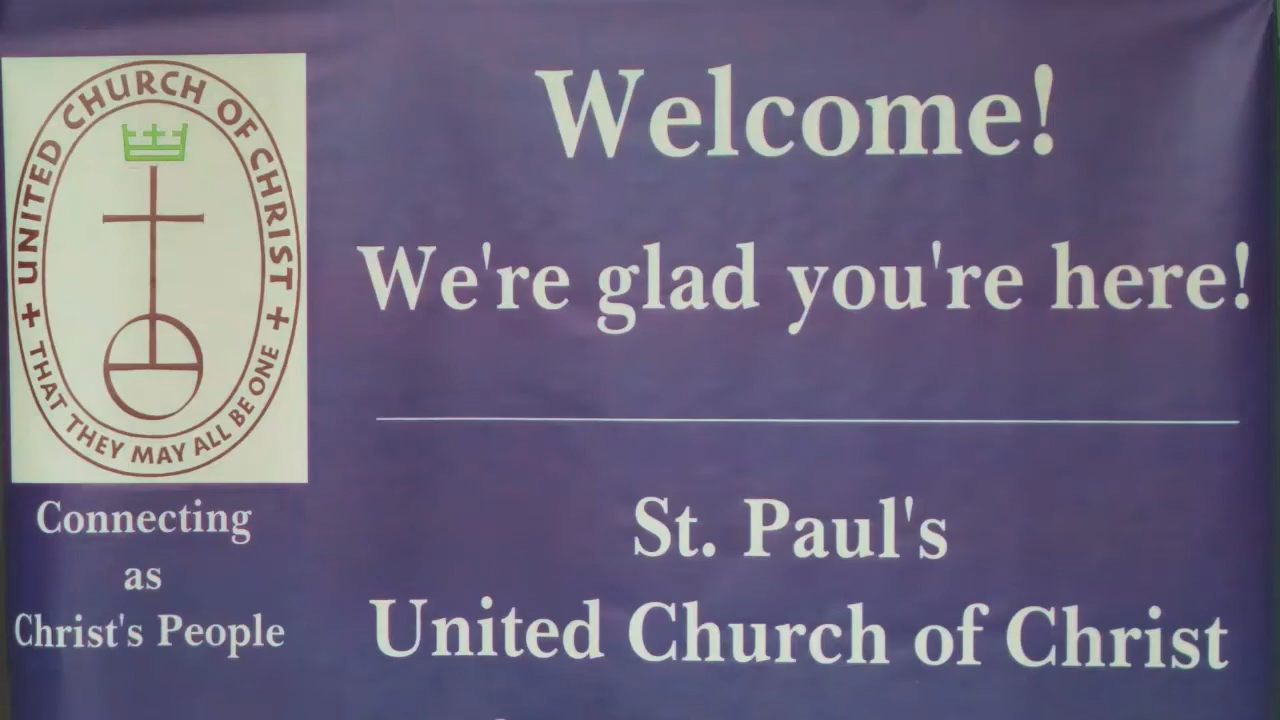 UNITED CHURCH OF CHRIST
THAT THEY MAY ALL BE ONE
Connecting
as
Christ's People
Welcome!
We're glad you're here!
St. Paul's
United Church of Christ